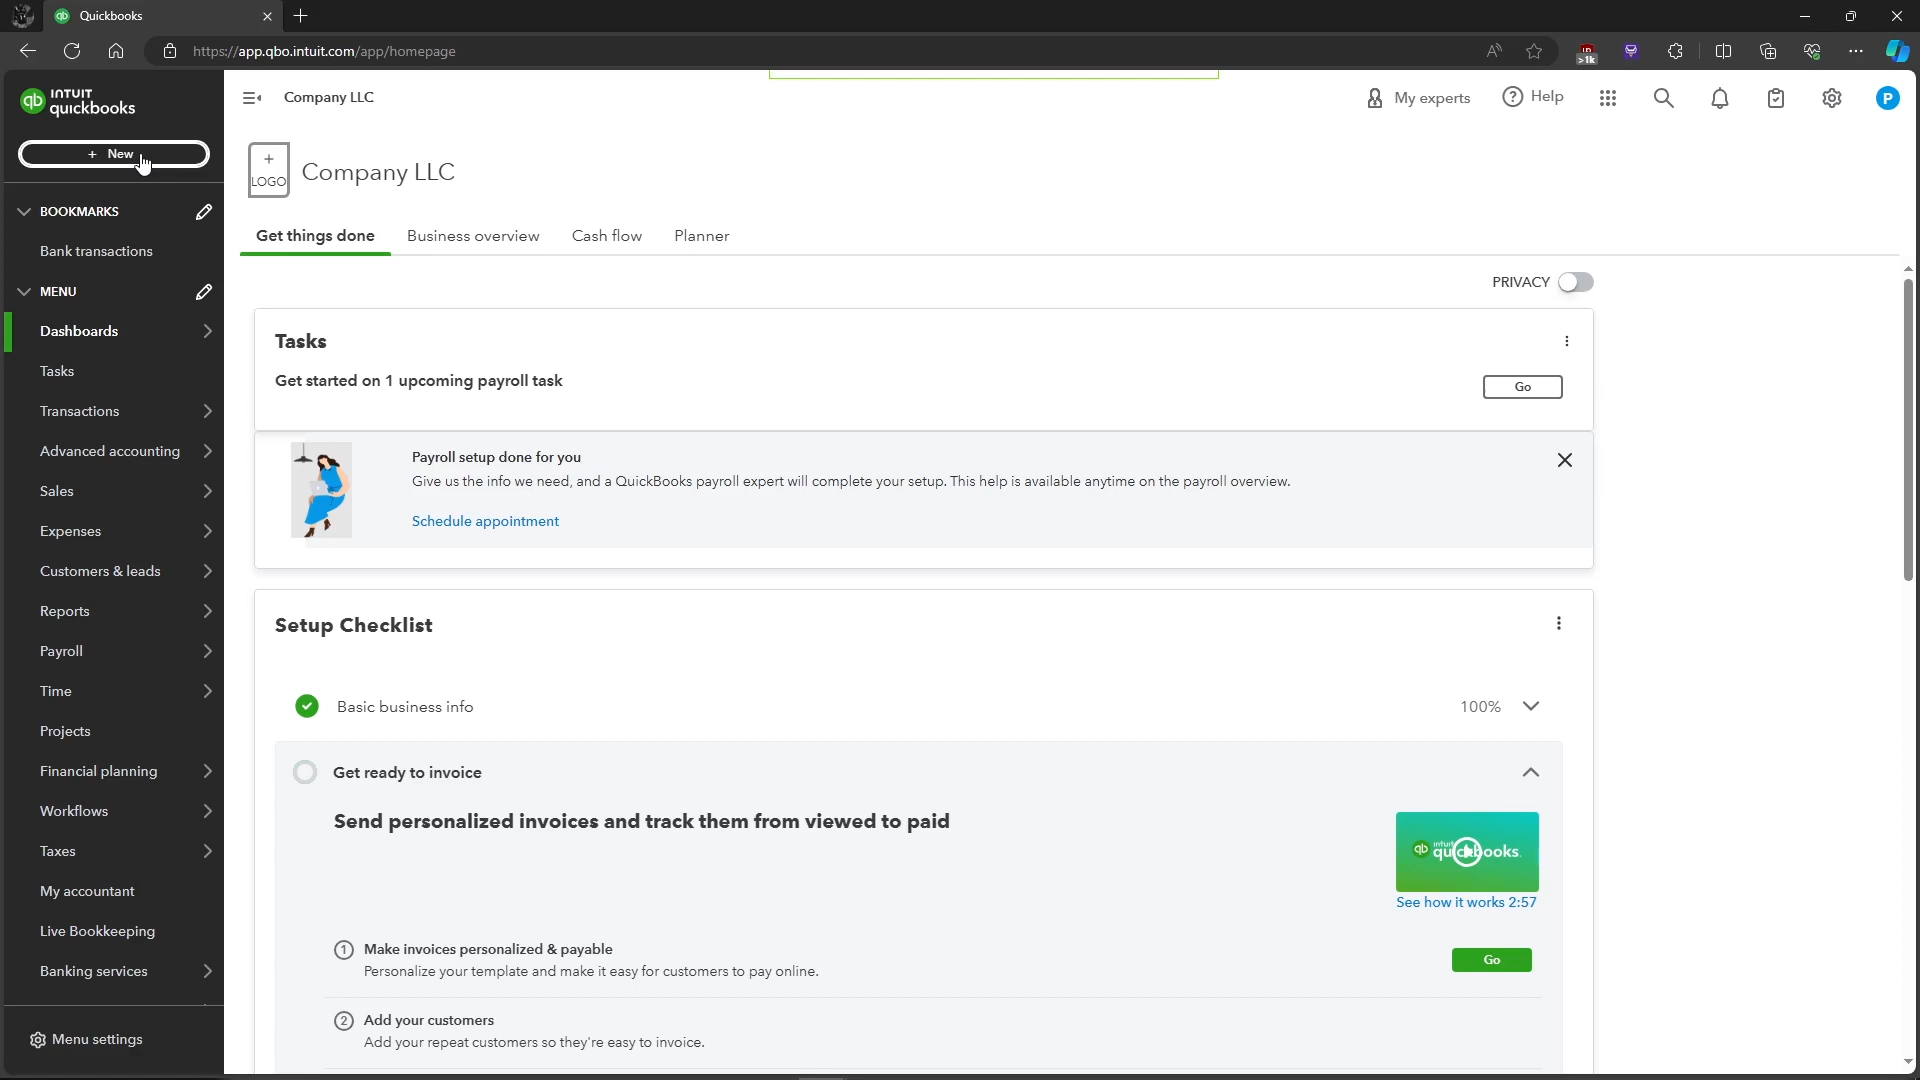 Quickbooks
https://app.qbo.intuit.com/app/homepage
>1k
INTUIT
quickbooks
Company LLC
My experts
Help
P
+ New
+
LOGO
Company LLC
BOOKMARKS
Bank transactions
MENU
Dashboards
Tasks
Transactions
Advanced accounting
Sales
Expenses
Customers & leads
Reports
Payroll
Time
Projects
Financial planning
Workflows
Taxes
My accountant
Live Bookkeeping
Banking services
Menu settings
Get things done
Business overview
Cash flow
Planner
PRIVACY
Tasks
Get started on 1 upcoming payroll task
Go
Payroll setup done for you
Give us the info we need, and a QuickBooks payroll expert will complete your setup. This help is available anytime on the payroll overview.
Schedule appointment
Setup Checklist
Basic business info
100%
Get ready to invoice
Send personalized invoices and track them from viewed to paid
intuit
quickbooks.
See how it works 2:57
1 Make invoices personalized & payable
Personalize your template and make it easy for customers to pay online.
Go
2 Add your customers
Add your repeat customers so they're easy to invoice.